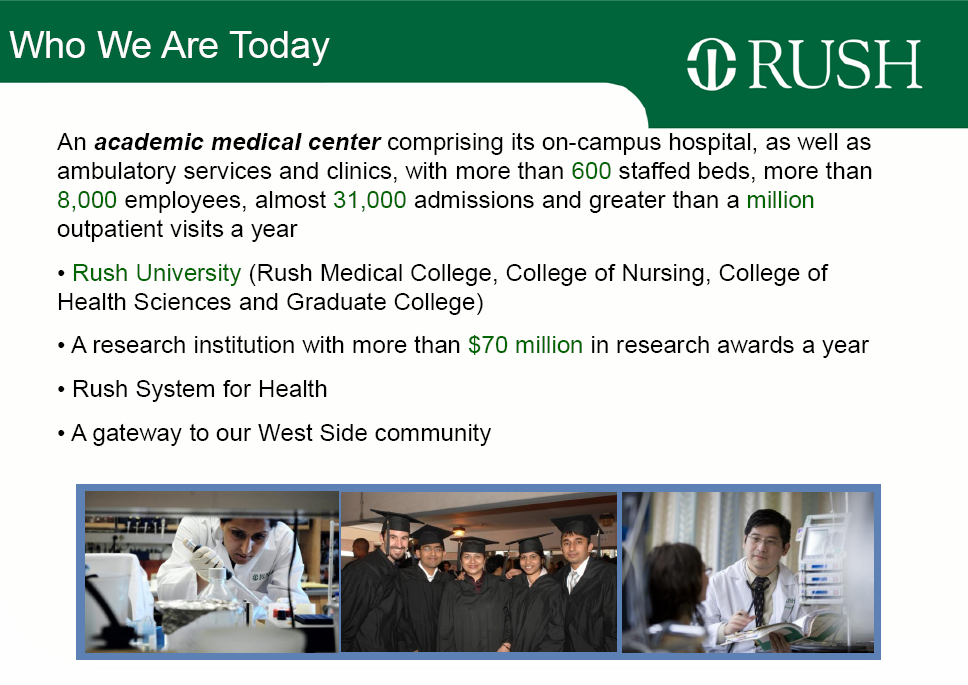 Who We Are Today
RUSH
An academic medical center comprising its on-campus hospital, as well as
ambulatory services and clinics, with more than 600 staffed beds, more than
8,000 employees, almost 31,000 admissions and greater than a million
outpatient visits a year
• Rush University (Rush Medical College, College of Nursing, College of
Health Sciences and Graduate College)
• A research institution with more than $70 million in research awards a year
• Rush System for Health
• A gateway to our West Side community
RUSH